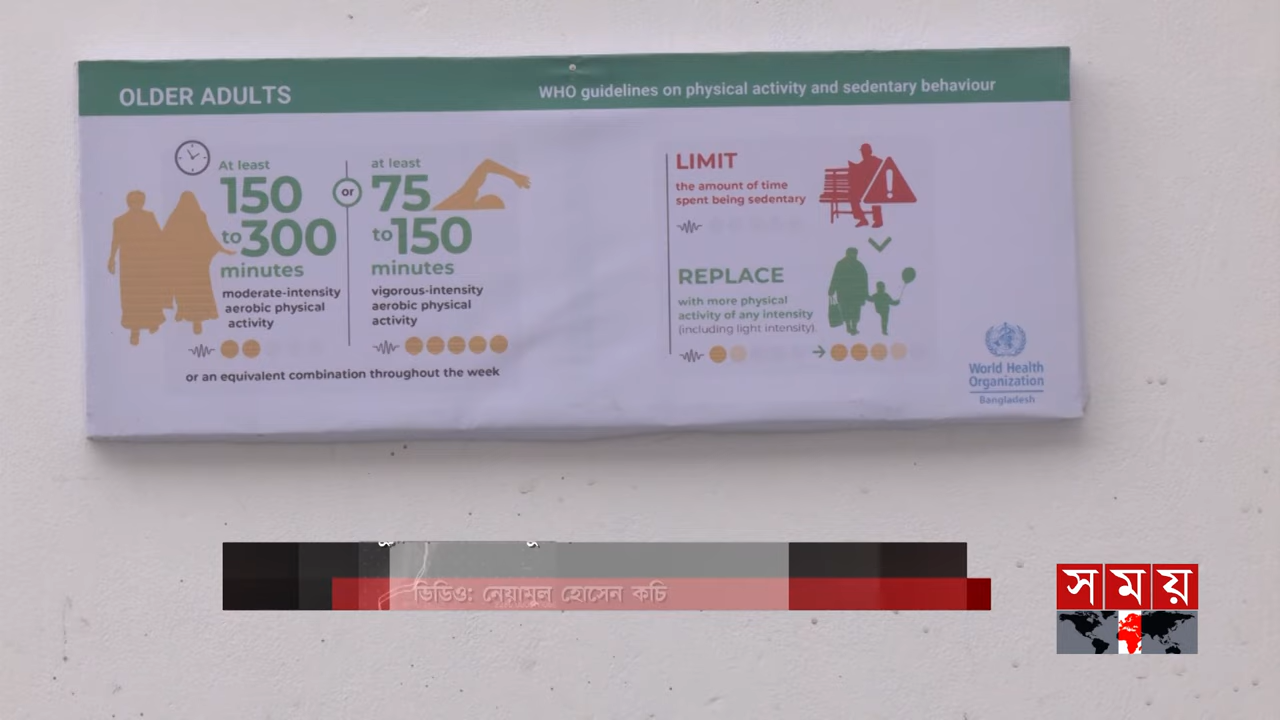 OLDER ADULTS
WHO guidelines on physical activity and sedentary behaviour
At least
150
to 300
minutes
moderate-intensity
aerobic physical
activity
or
at least
75
to 150
minutes
vigorous-intensity
aerobic physical
activity
or an equivalent combination throughout the week
LIMIT
the amount of time
spent being sedentary
REPLACE
with more physical
activity of any intensity
(including light intensity).
World Health
Organization
Bangladesh
ভিডিও: নেয়ামুল হোসেন কচি
সময়